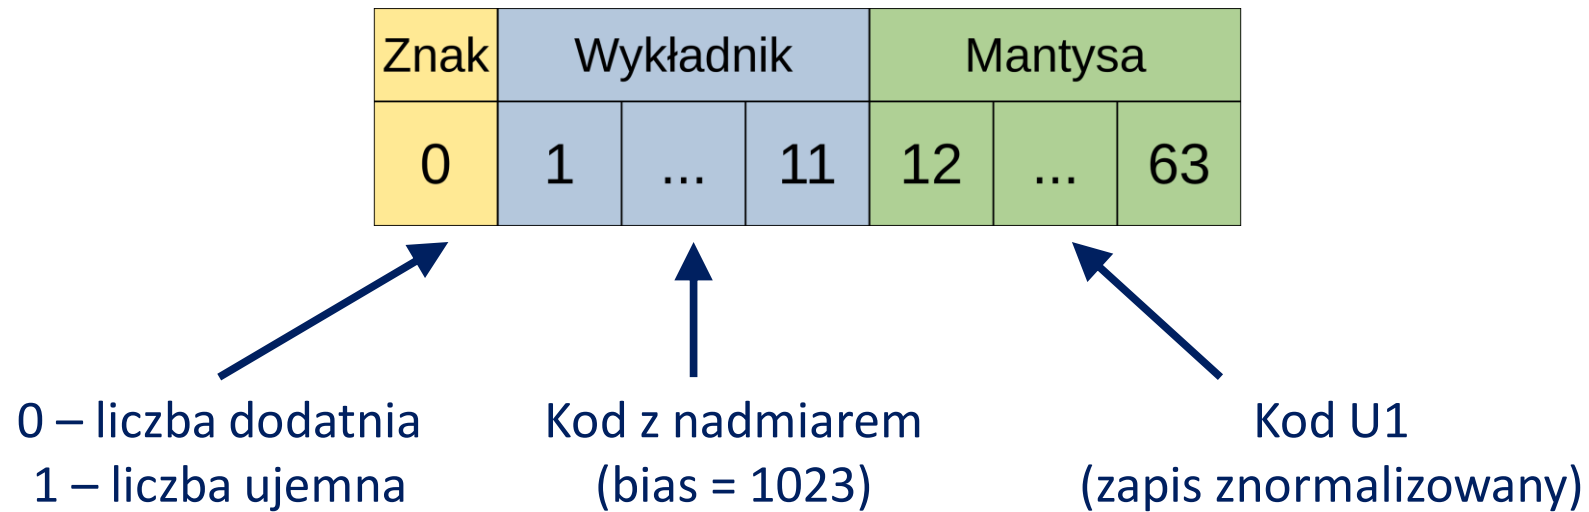 Znak Wykładnik Mantysa
0 1 ... 11 12 ... 63
0 – liczba dodatnia
1 – liczba ujemna
Kod z nadmiarem
(bias = 1023)
Kod U1
(zapis znormalizowany)